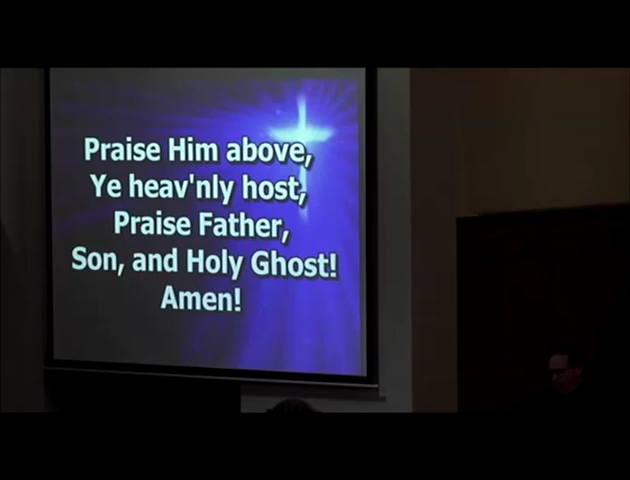 Praise Him above,
Ye heav'nly host,
Praise Father,
Son, and Holy Ghost!
Amen!